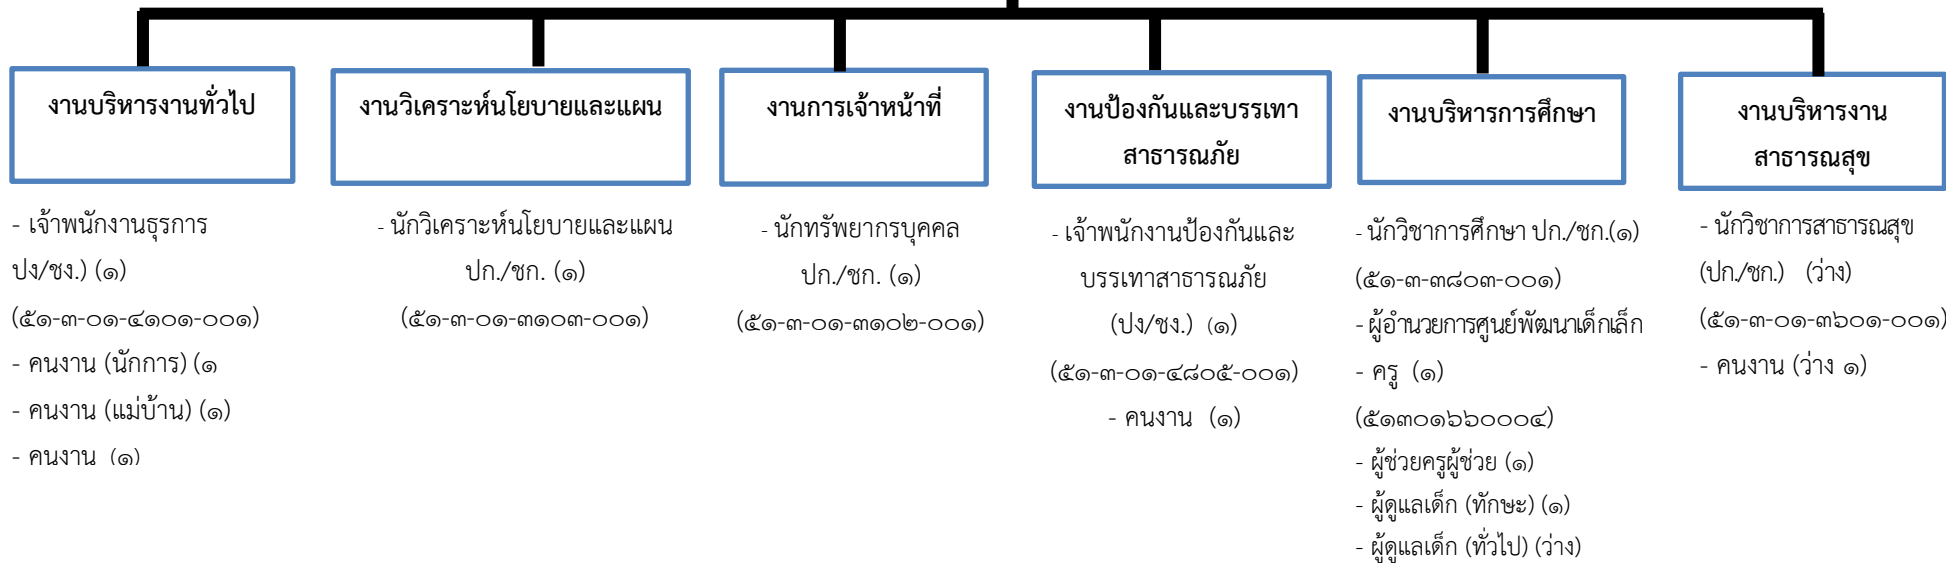 งานบริหารงานทั่วไป
- เจ้าพนักงานธุรการ
ปง/ชง.) (๑)
(๕๑-๓-๐๑-๔๑๐๑-๐๐๑)
- คนงาน (นักการ) (๑
- คนงาน (แม่บ้าน) (๑)
- คนงาน (๑)
งานวิเคราะห์นโยบายและแผน
- นักวิเคราะห์นโยบายและแผน
ปก./ชก. (๑)
(๕๑-๓-๐๑-๓๑๐๓-๐๐๑)
งานการเจ้าหน้าที่
- นักทรัพยากรบุคคล
ปก./ชก. (๑)
(๕๑-๓-๐๑-๓๑๐๒-๐๐๑)
งานป้องกันและบรรเทา
สาธารณภัย
- เจ้าพนักงานป้องกันและ
บรรเทาสาธารณภัย
(ปง/ชง.) (๑)
(๕๑-๓-๐๑-๔๘๐๕-๐๐๑)
- คนงาน (๑)
งานบริหารการศึกษา
- นักวิชาการศึกษา ปก./ชก.(๑)
(๕๑-๓-๓๘๐๓-๐๐๑)
- ผู้อำนวยการศูนย์พัฒนาเด็กเล็ก
- ครู (๑)
(๕๑๓๐๑๖๖๐๐๐๔)
- ผู้ช่วยครูผู้ช่วย (๑)
- ผู้ดูแลเด็ก (ทักษะ) (๑)
- ผู้ดูแลเด็ก (ทั่วไป) (ว่าง)
งานบริหารงาน
สาธารณสุข
- นักวิชาการสาธารณสุข
(ปก./ชก.) (ว่าง)
(๕๑-๓-๐๑-๓๖๐๑-๐๐๑)
- คนงาน (ว่าง ๑)